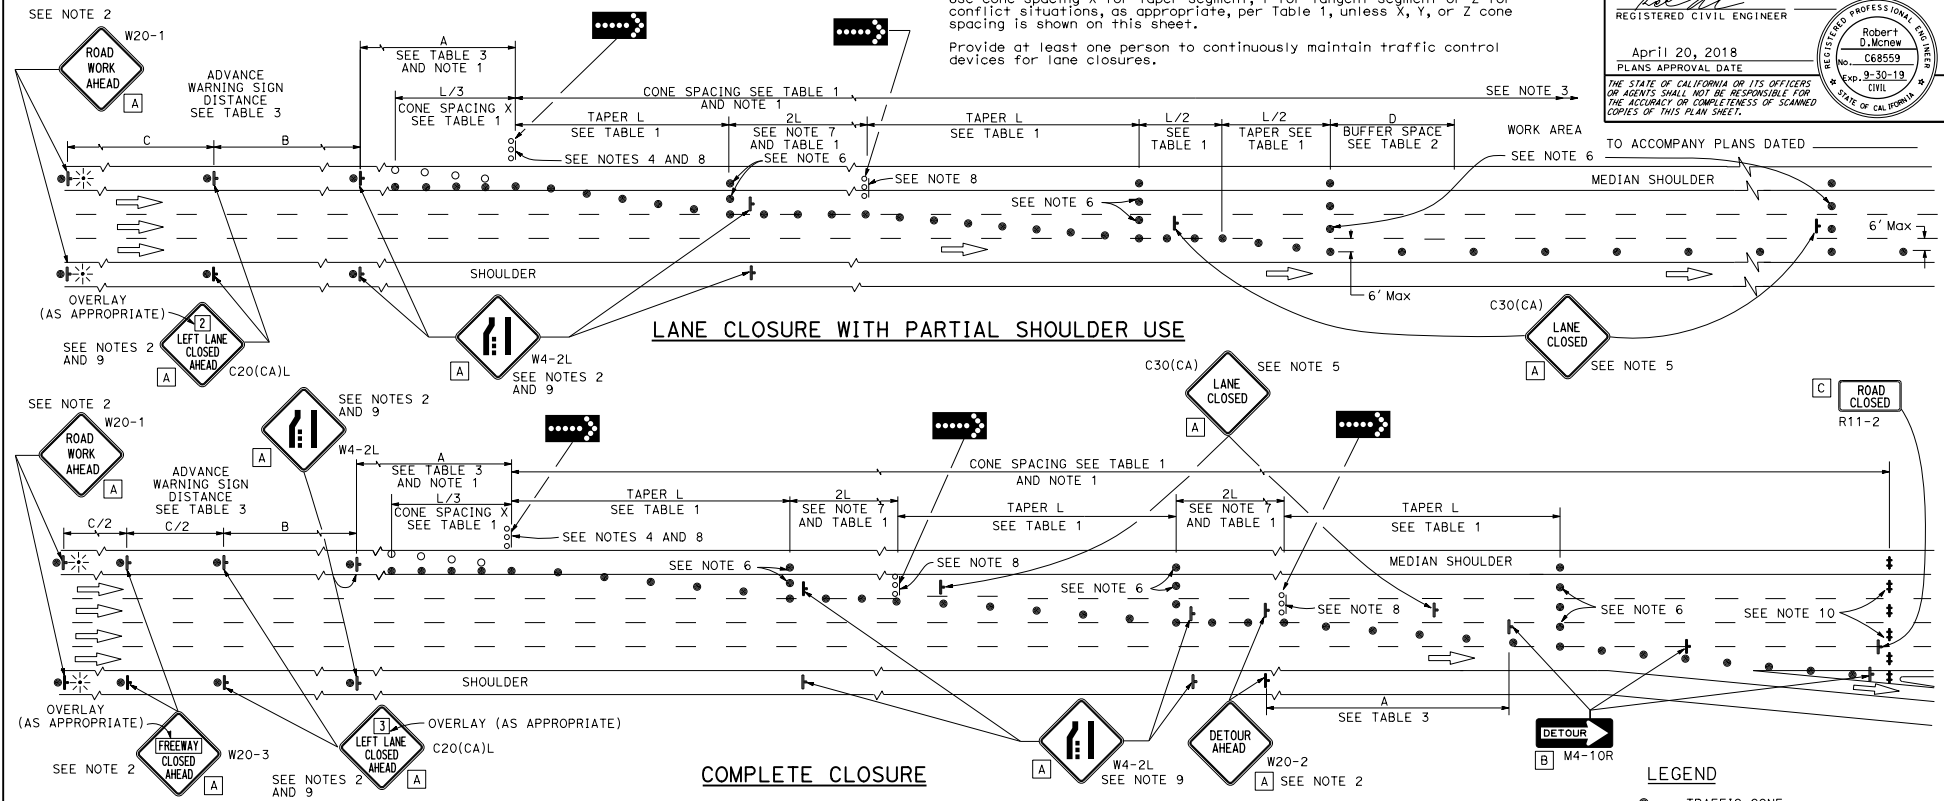 conflict situations, as appropriate, per Table 1, unless X, Y, or Z cone
spacing is shown on this sheet.
Provide at least one person to continuously maintain traffic control
devices for lane closures.
REGISTERED CIVIL ENGINEER
April 20, 2018
PLANS APPROVAL DATE
THE STATE OF CALIFORNIA OR ITS OFFICERS
OR AGENTS SHALL NOT BE RESPONSIBLE FOR
THE ACCURACY OR COMPLETENESS OF SCANNED
COPIES OF THIS PLAN SHEET.
REGISTERED PROFESSIONAL ENGINEER
Robert
D.Mcnew
No. C68559
Exp. 9-30-19
CIVIL
STATE OF CALIFORNIA
TO ACCOMPANY PLANS DATED
SEE NOTE 2
W20-1
ROAD
WORK
AHEAD
A
ADVANCE
WARNING SIGN
DISTANCE
SEE TABLE 3
C
B
A
SEE TABLE 3
AND NOTE 1
L/3
CONE SPACING X
SEE TABLE 1
CONE SPACING SEE TABLE 1
AND NOTE 1
SEE NOTE 3
TAPER L
SEE TABLE 1
2L
SEE NOTE 7
AND TABLE 1
TAPER L
SEE TABLE 1
L/2
SEE
TABLE 1
L/2
TAPER SEE
TABLE 1
D
BUFFER SPACE
SEE TABLE 2
WORK AREA
SEE NOTE 6
SEE NOTES 4 AND 8
SEE NOTE 6
SEE NOTE 8
SEE NOTE 6
MEDIAN SHOULDER
6' Max
6' Max
SHOULDER
OVERLAY
(AS APPROPRIATE)
2
LEFT LANE
CLOSED
AHEAD
SEE NOTES 2
AND 9
A
C20(CA)L
A
W4-2L
SEE NOTES 2
AND 9
LANE CLOSURE WITH PARTIAL SHOULDER USE
C30(CA)
LANE
CLOSED
A
SEE NOTE 5
SEE NOTE 2
W20-1
ROAD
WORK
AHEAD
A
SEE NOTES 2
AND 9
A
W4-2L
ADVANCE
WARNING SIGN
DISTANCE
SEE TABLE 3
C/2
C/2
B
A
SEE TABLE 3
AND NOTE 1
L/3
CONE SPACING X
SEE TABLE 1
C30(CA)
LANE
CLOSED
SEE NOTE 5
A
C
ROAD
CLOSED
R11-2
CONE SPACING SEE TABLE 1
AND NOTE 1
TAPER L
SEE TABLE 1
2L
SEE NOTE 7
AND TABLE 1
TAPER L
SEE TABLE 1
2L
SEE NOTE 7
AND TABLE 1
TAPER L
SEE TABLE 1
SEE NOTES 4 AND 8
SEE NOTE 6
SEE NOTE 8
SEE NOTE 6
SEE NOTE 8
MEDIAN SHOULDER
SEE NOTE 6
SEE NOTE 10
SHOULDER
A
SEE TABLE 3
OVERLAY
(AS APPROPRIATE)
FREEWAY
CLOSED
AHEAD
W20-3
SEE NOTE 2
A
3
LEFT LANE
CLOSED
AHEAD
OVERLAY (AS APPROPRIATE)
C20(CA)L
SEE NOTES 2
AND 9
A
COMPLETE CLOSURE
A
W4-2L
SEE NOTE 9
DETOUR
AHEAD
W20-2
A
SEE NOTE 2
DETOUR
B
M4-10R
LEGEND
TRAFFIC CONE